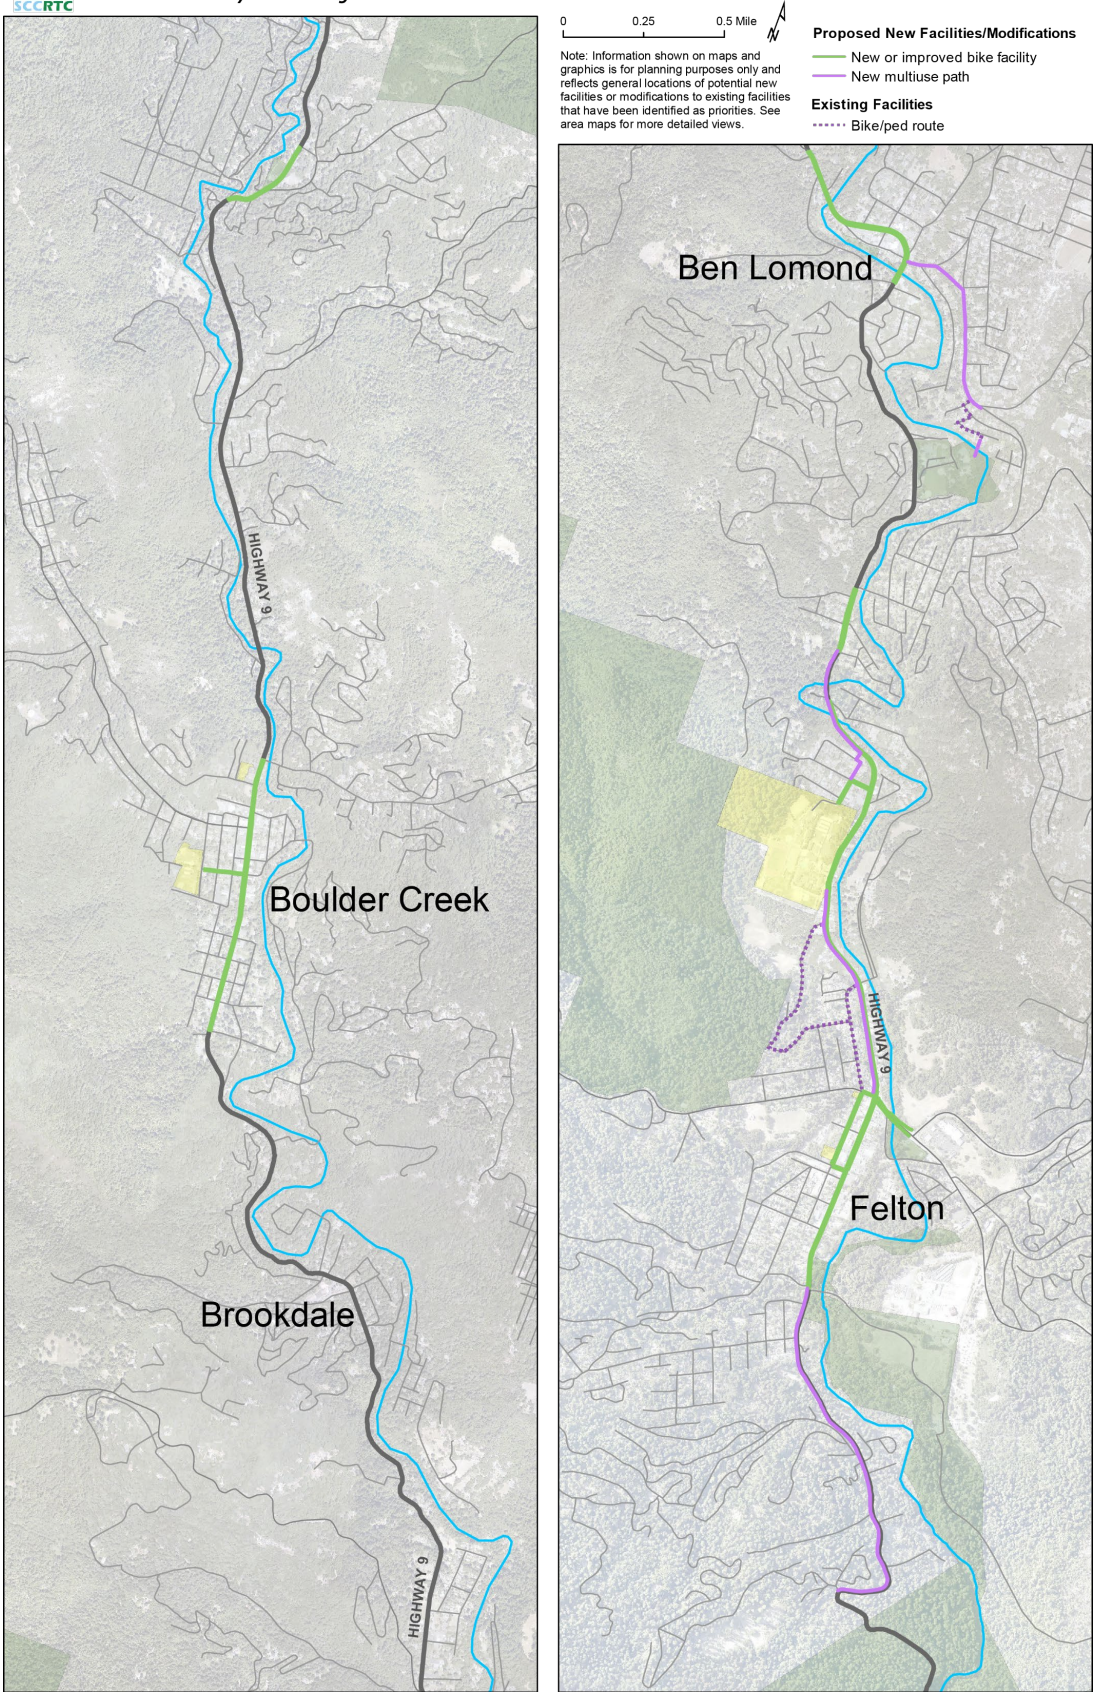 SCCRTC
0 0.25 0.5 Mile
Note: Information shown on maps and
graphics is for planning purposes only and
reflects general locations of potential new
facilities or modifications to existing facilities
that have been identified as priorities. See
area maps for more detailed views.
Proposed New Facilities/Modifications
New or improved bike facility
New multiuse path
Existing Facilities
Bike/ped route
HIGHWAY 9
Boulder Creek
Brookdale
HIGHWAY 9
Ben Lomond
HIGHWAY 9
Felton